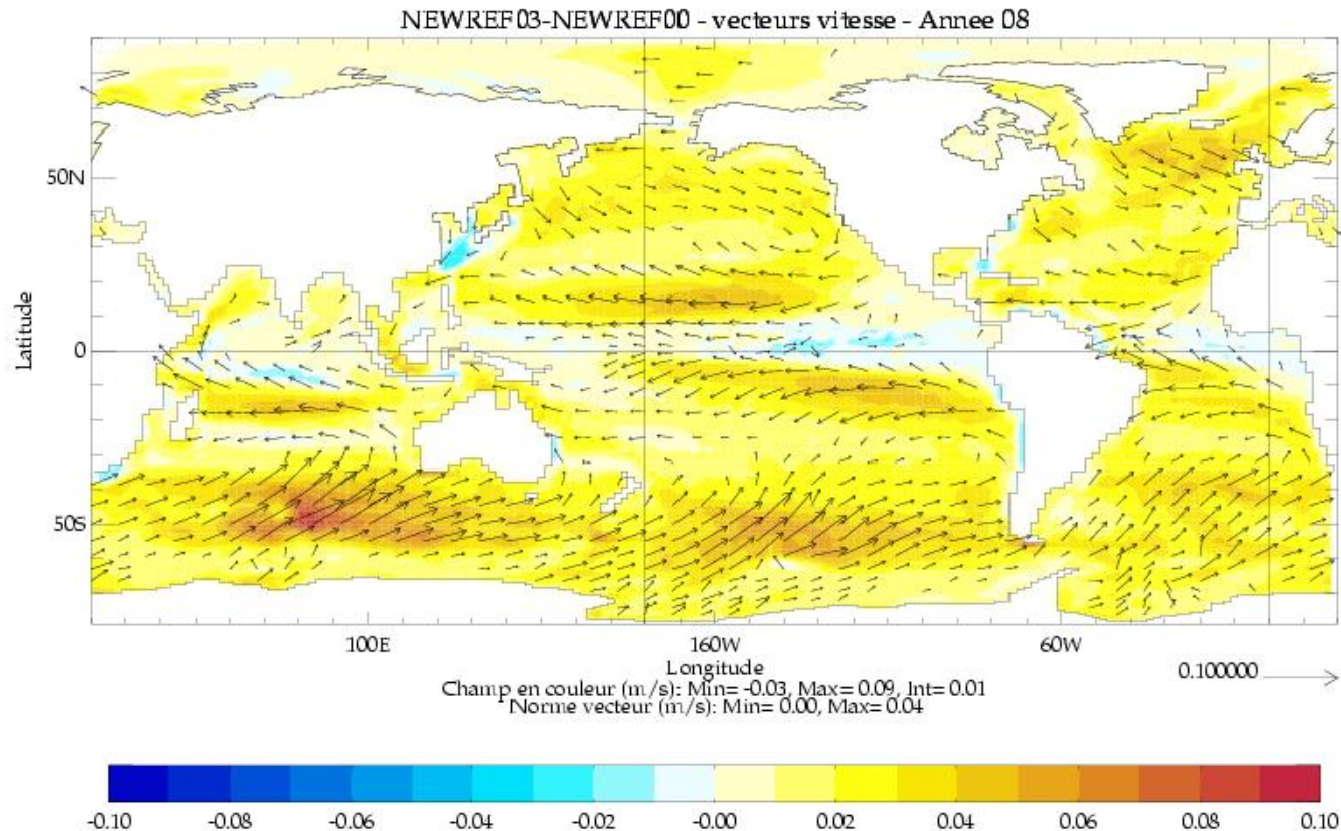 NEWREF03-NEWREF00 - vecteurs vitesse - Annee 08
50N
Latitude
0
50S
100E
160W
60W
Longitude
0.100000
Champ en couleur (m/s): Min= -0.03, Max= 0.09, Int= 0.01
Norme vecteur (m/s): Min= 0.00, Max= 0.04
-0.10 -0.08 -0.06 -0.04 -0.02 -0.00 0.02 0.04 0.06 0.08 0.10